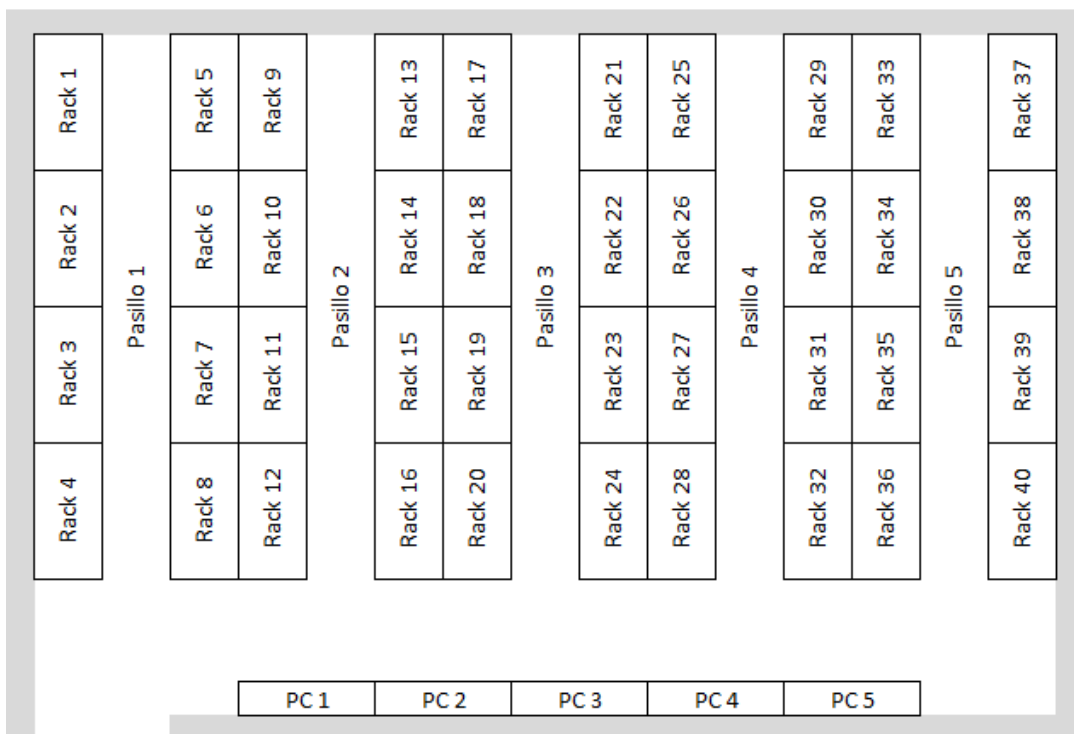 Rack 1
Rack 2
Rack 3
Rack 4
Pasillo 1
Rack 5
Rack 6
Rack 7
Rack 8
Rack 9
Rack 10
Rack 11
Rack 12
Pasillo 2
Rack 13
Rack 14
Rack 15
Rack 16
Rack 17
Rack 18
Rack 19
Rack 20
Pasillo 3
Rack 21
Rack 22
Rack 23
Rack 24
Rack 25
Rack 26
Rack 27
Rack 28
Pasillo 4
Rack 29
Rack 30
Rack 31
Rack 32
Rack 33
Rack 34
Rack 35
Rack 36
Pasillo 5
Rack 37
Rack 38
Rack 39
Rack 40
PC 1
PC 2
PC 3
PC 4
PC 5